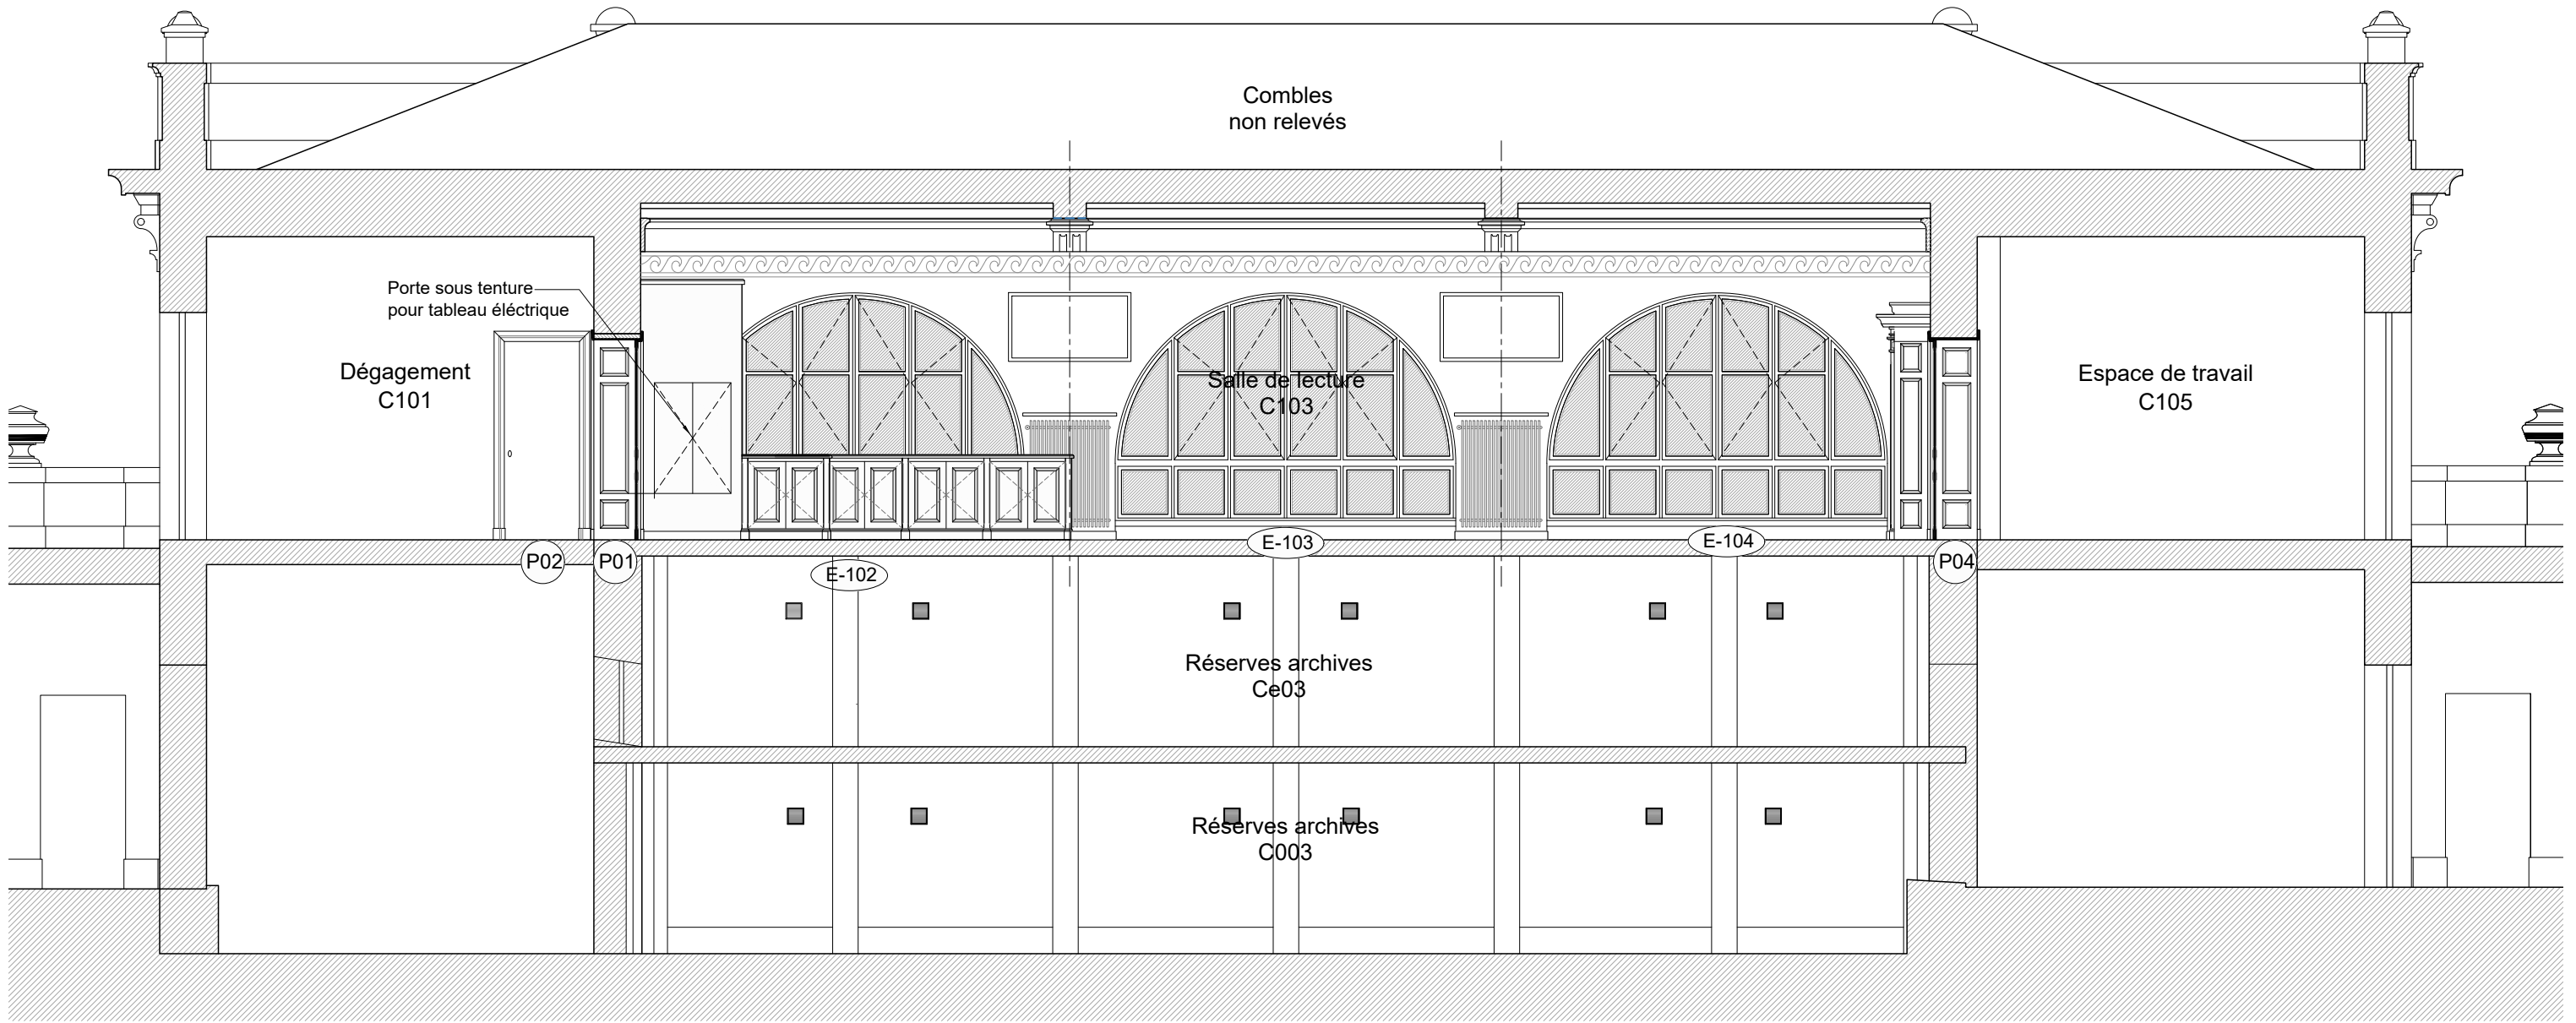 Combles
non relevés
Porte sous tenture
pour tableau éléctrique
Dégagement
C101
Salle de lecture
C103
Espace de travail
C105
P02
P01
E-102
E-103
E-104
P04
Réserves archives
Ce03
Réserves archives
C003